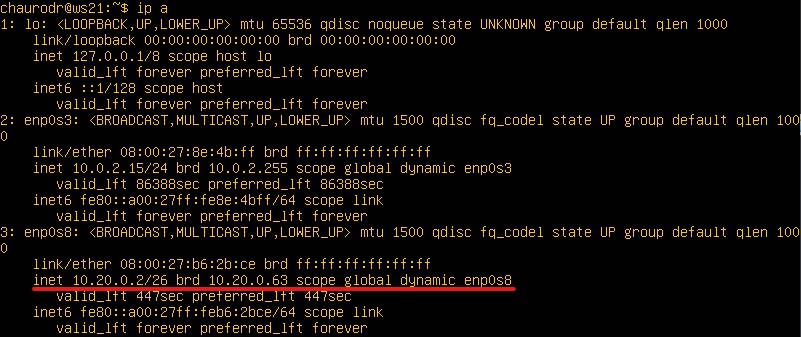 chaurodr@ws21:~$ ip a
1: lo: <LOOPBACK,UP,LOWER_UP> mtu 65536 qdisc noqueue state UNKNOWN group default qlen 1000
link/loopback 00:00:00:00:00:00 brd 00:00:00:00:00:00
inet 127.0.0.1/8 scope host lo
valid_lft forever preferred_lft forever
inet6 ::1/128 scope host
valid_lft forever preferred_lft forever
2: enp0s3: <BROADCAST,MULTICAST,UP,LOWER_UP> mtu 1500 qdisc fq_codel state UP group default qlen 100
0
link/ether 08:00:27:8e:4b:ff brd ff:ff:ff:ff:ff:ff
inet 10.0.2.15/24 brd 10.0.2.255 scope global dynamic enp0s3
valid_lft 86388sec preferred_lft 86388sec
inet6 fe80::a00:27ff:fe8e:4bff/64 scope link
valid_lft forever preferred_lft forever
3: enp0s8: <BROADCAST,MULTICAST,UP,LOWER_UP> mtu 1500 qdisc fq_codel state UP group default qlen 100
0
link/ether 08:00:27:b6:2b:ce brd ff:ff:ff:ff:ff:ff
inet 10.20.0.2/26 brd 10.20.0.63 scope global dynamic enp0s8
valid_lft 447sec preferred_lft 447sec
inet6 fe80::a00:27ff:feb6:2bce/64 scope link
valid_lft forever preferred_lft forever